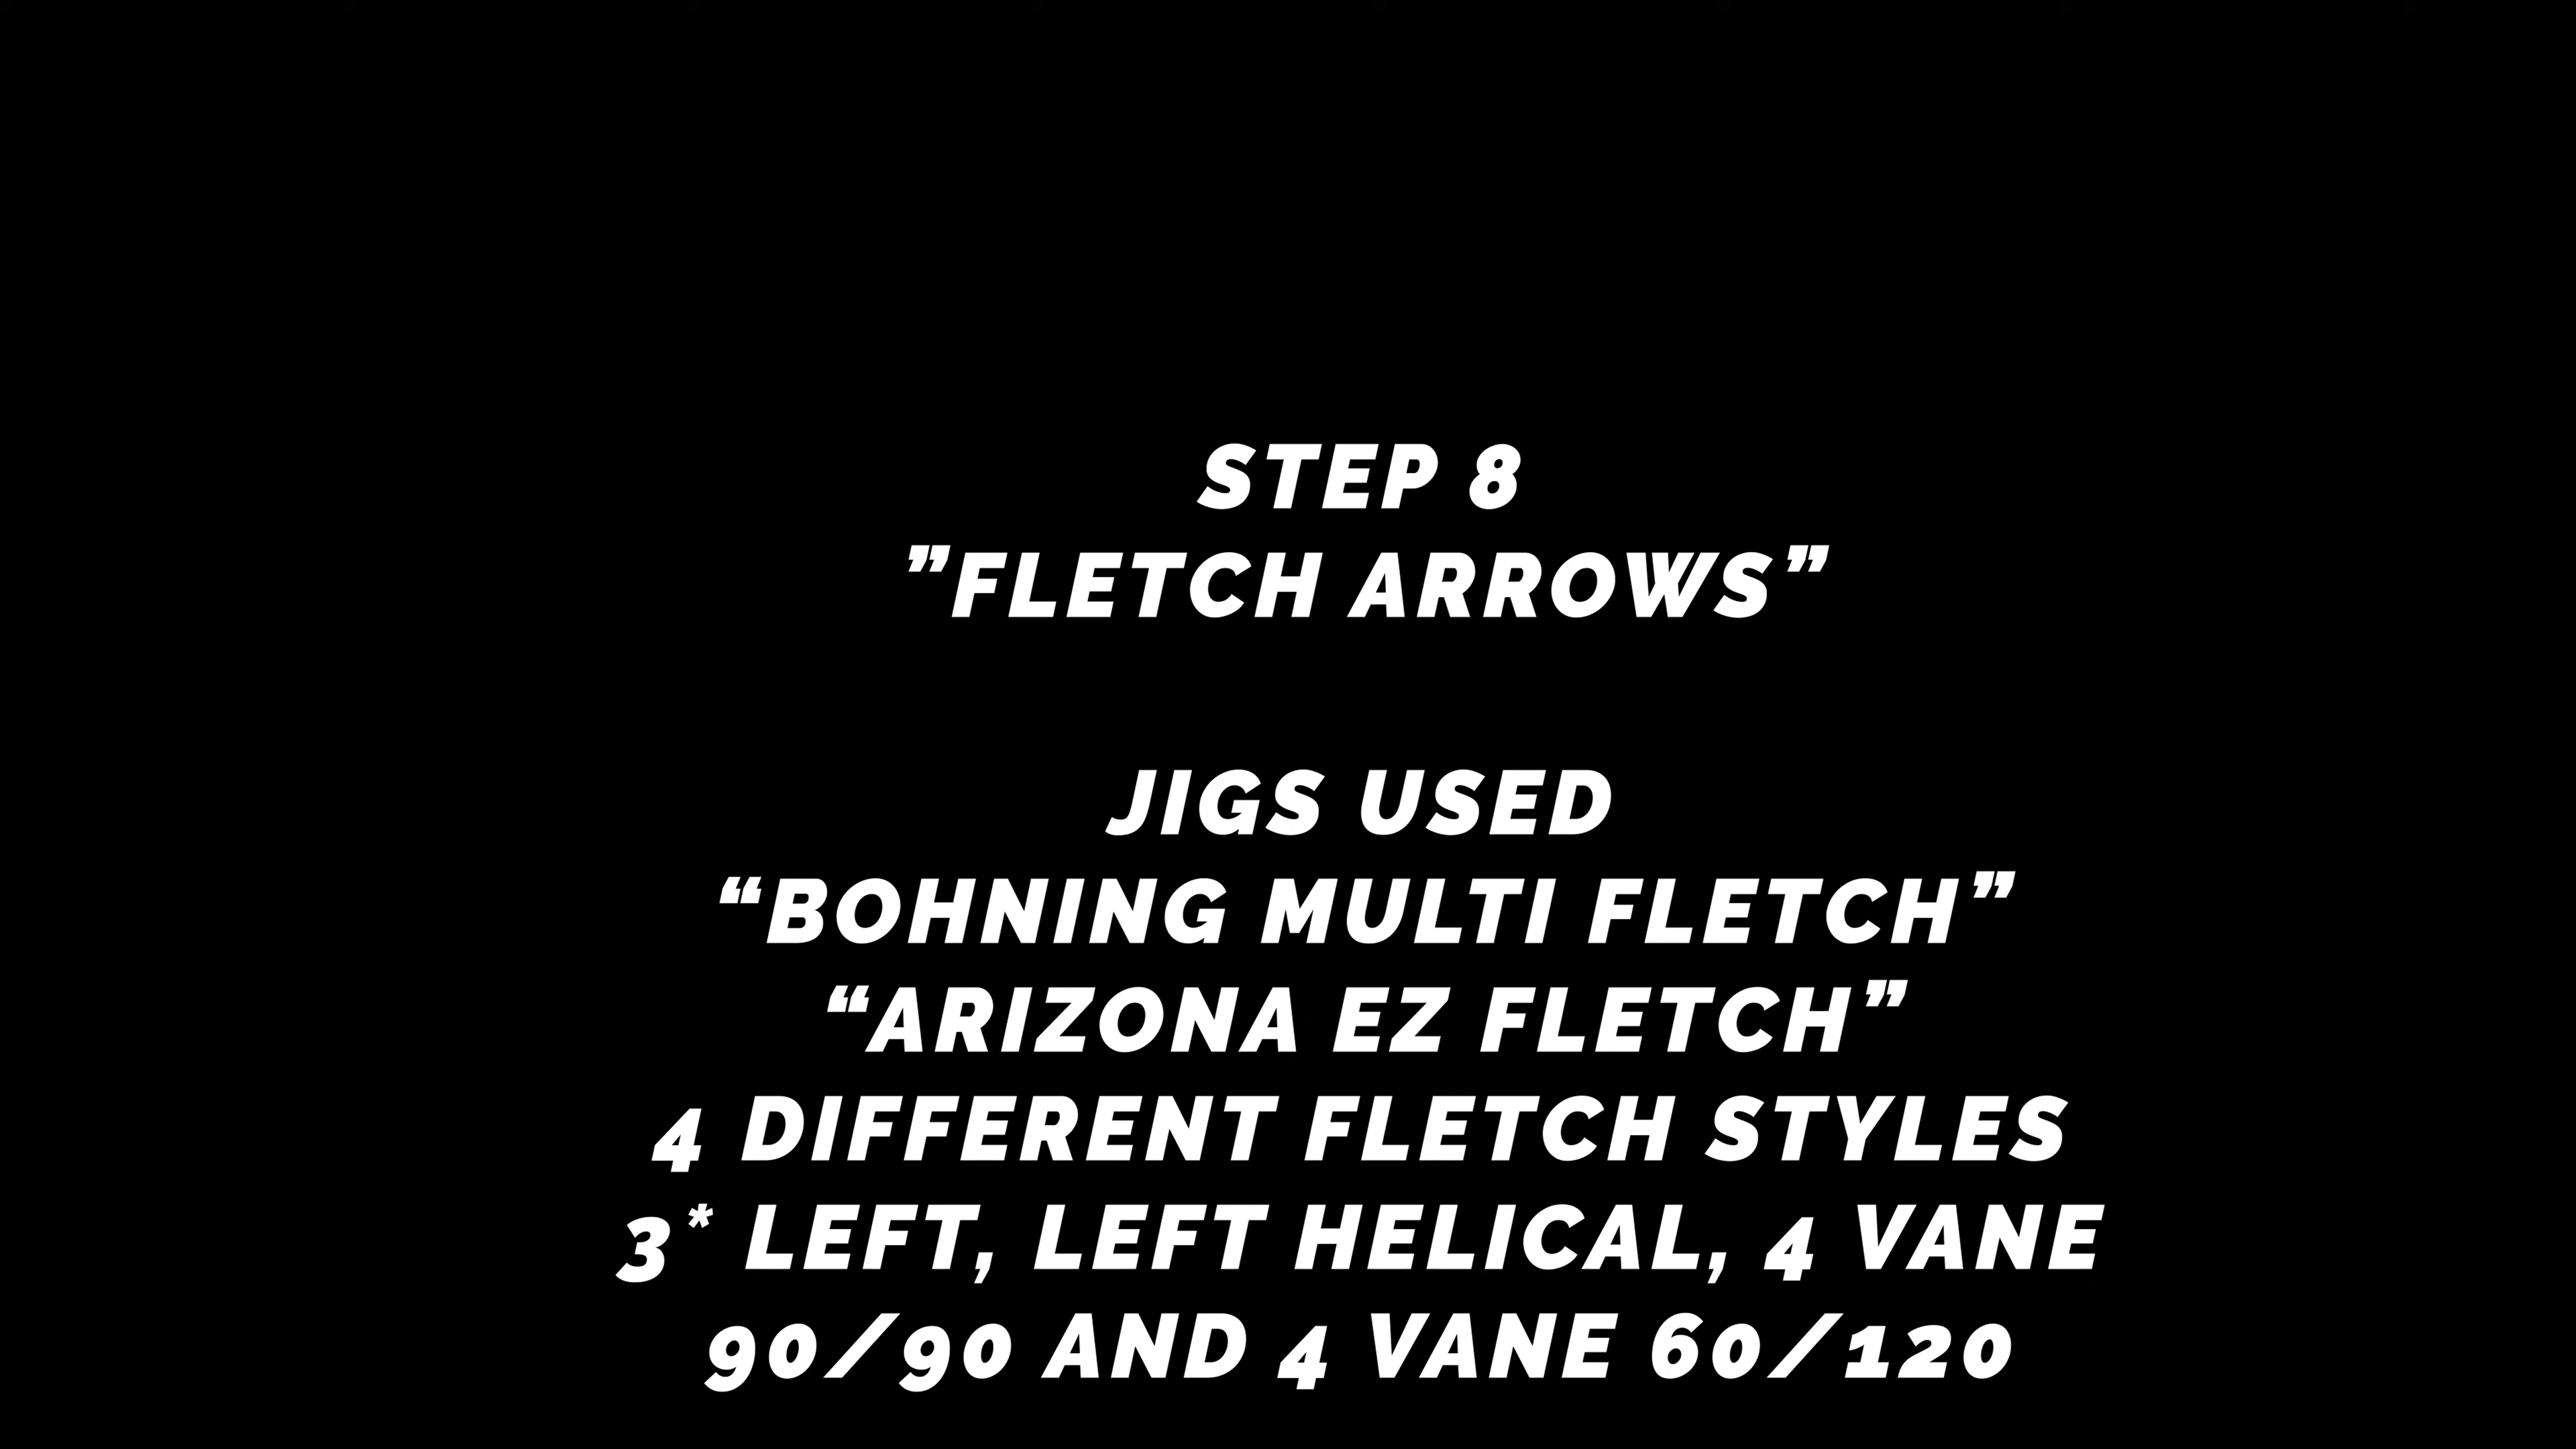 STEP 8
”FLETCH ARROWS”
JIGS USED
“BOHNING MULTI FLETCH”
“ARIZONA EZ FLETCH”
4 DIFFERENT FLETCH STYLES
3* LEFT, LEFT HELICAL, 4 VANE
90/90 AND 4 VANE 60/120